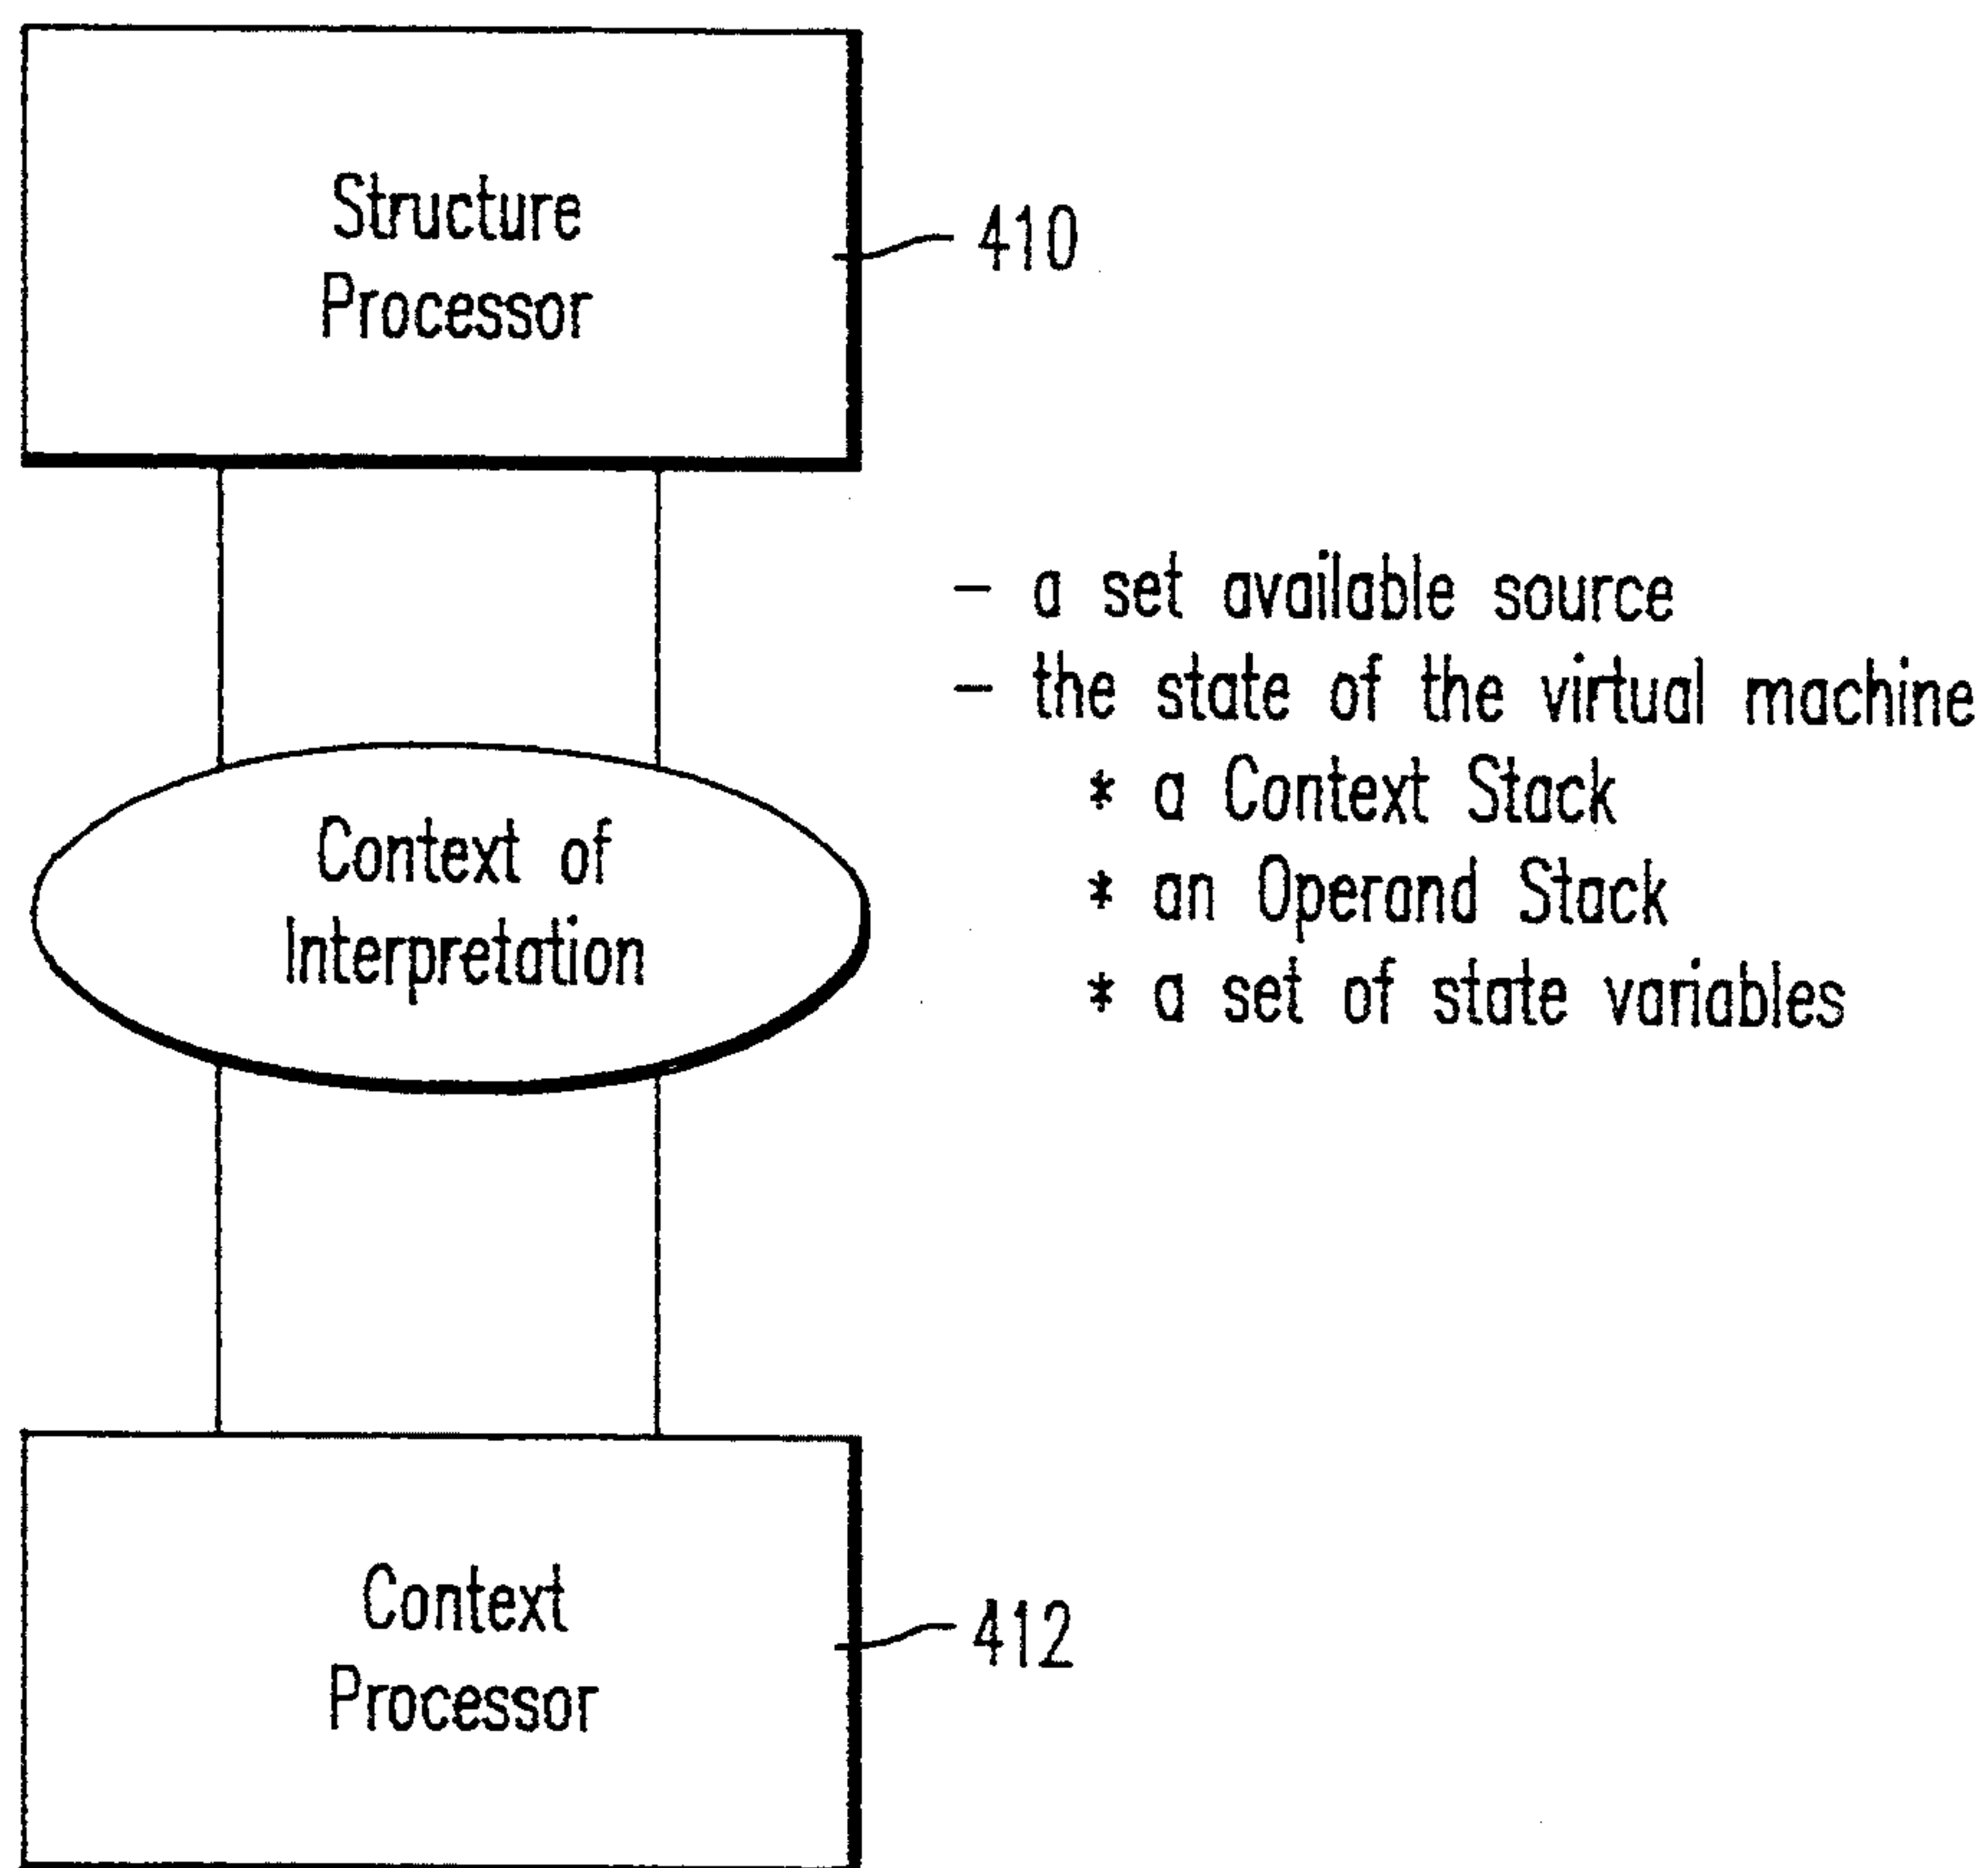 Structure
Processor
410
- a set available source
- the state of the virtual machine
* a Context Stack
* an Operand Stack
* a set of state variables
Context of
Interpretation
Context
Processor
412